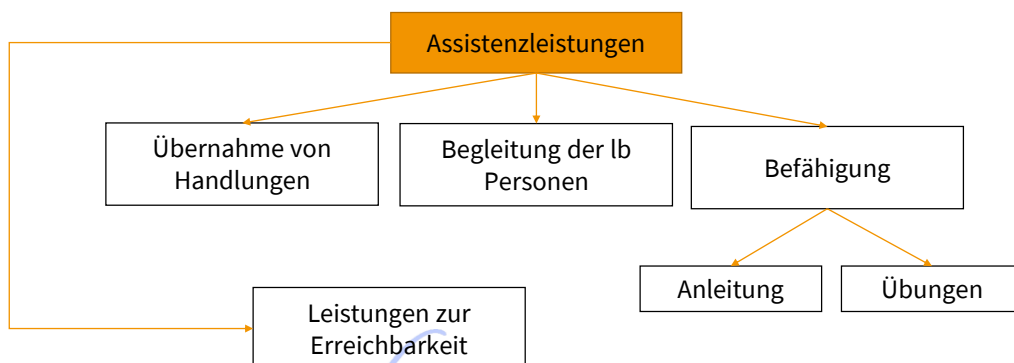 Assistenzleistungen
Übernahme von
Handlungen
Begleitung der lb
Personen
Befähigung
Anleitung
Übungen
Leistungen zur
Erreichbarkeit